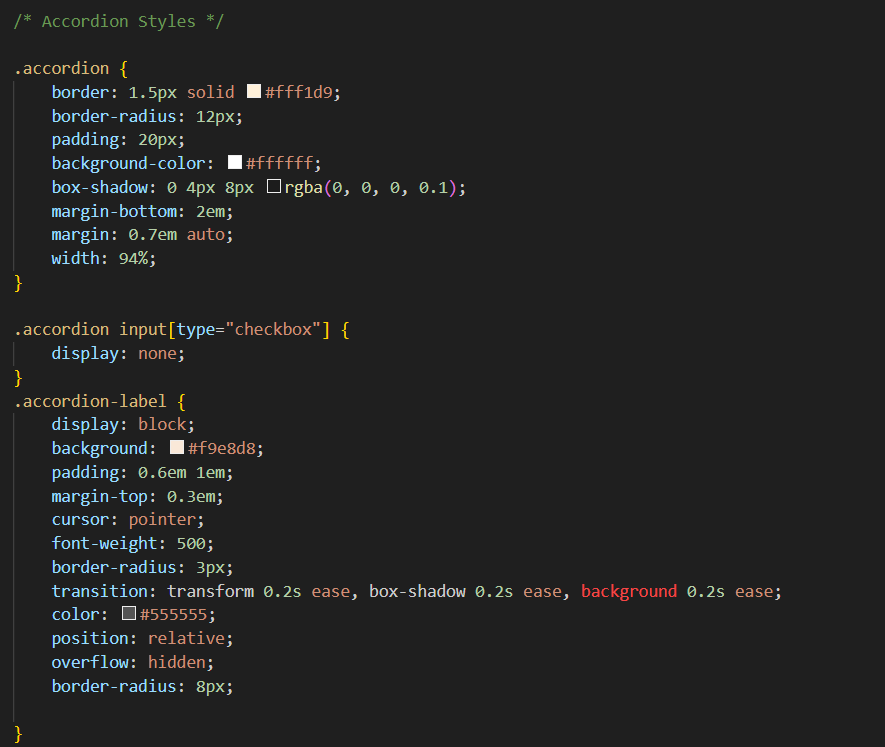 /* Accordion Styles */
.accordion {
border: 1.5px solid #fff1d9;
border-radius: 12px;
padding: 20px;
background-color: #ffffff;
box-shadow: 0 4px 8px rgba(0, 0, 0, 0.1);
margin-bottom: 2em;
margin: 0.7em auto;
width: 94%;
}
.accordion input[type="checkbox"] {
display: none;
}
.accordion-label {
display: block;
background: #f9e8d8;
padding: 0.6em 1em;
margin-top: 0.3em;
cursor: pointer;
font-weight: 500;
border-radius: 3px;
transition: transform 0.2s ease, box-shadow 0.2s ease, background 0.2s ease;
color: #555555;
position: relative;
overflow: hidden;
border-radius: 8px;
}